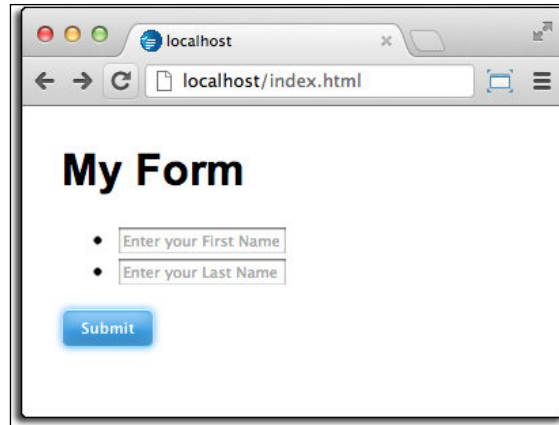 localhost
localhost/index.html
My Form
Enter your First Name
Enter your Last Name
Submit